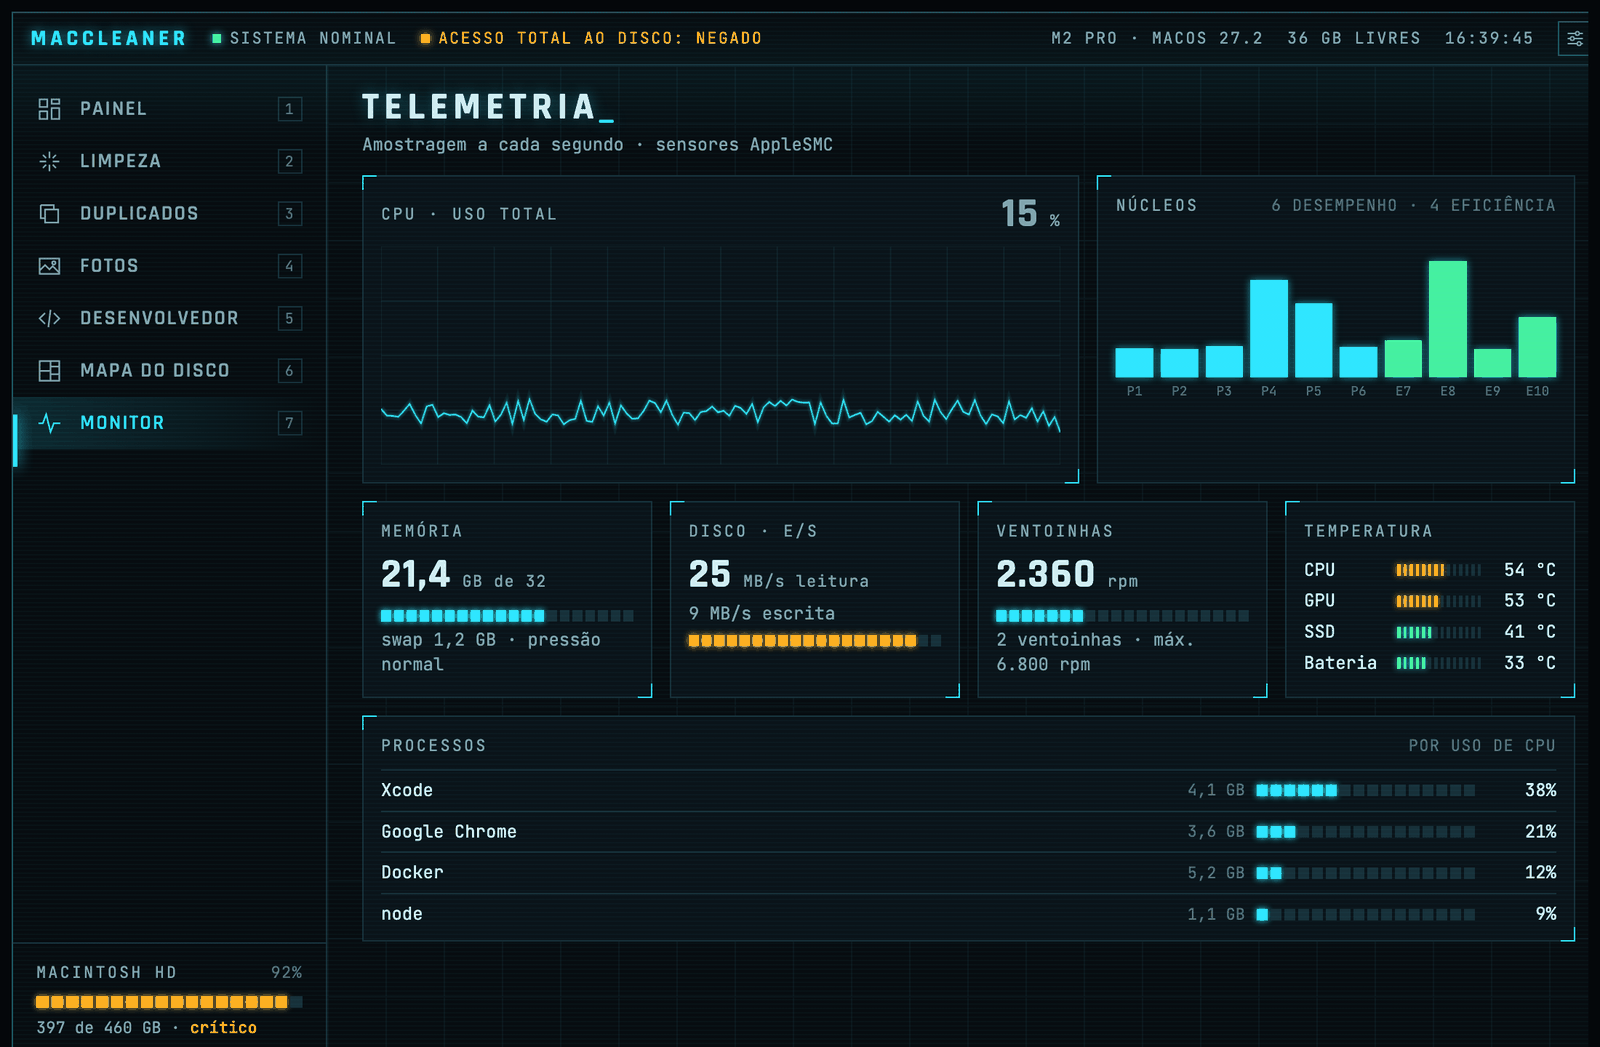 MACCLEANER SISTEMA NOMINAL ACESSO TOTAL AO DISCO: NEGADO M2 PRO · MACOS 27.2 36 GB LIVRES 16:39:45
PAINEL 1
LIMPEZA 2
DUPLICADOS 3
FOTOS 4
DESENVOLVEDOR 5
MAPA DO DISCO 6
MONITOR 7
MACINTOSH HD 92%
397 de 460 GB · crítico
TELEMETRIA_
Amostragem a cada segundo · sensores AppleSMC
CPU · USO TOTAL 15 %
NÚCLEOS 6 DESEMPENHO · 4 EFICIÊNCIA
P1 P2 P3 P4 P5 P6 E7 E8 E9 E10
MEMÓRIA
21,4 GB de 32
swap 1,2 GB · pressão
normal
DISCO · E/S
25 MB/s leitura
9 MB/s escrita
VENTOINHAS
2.360 rpm
2 ventoinhas · máx.
6.800 rpm
TEMPERATURA
CPU 54 °C
GPU 53 °C
SSD 41 °C
Bateria 33 °C
PROCESSOS POR USO DE CPU
Xcode 4,1 GB 38%
Google Chrome 3,6 GB 21%
Docker 5,2 GB 12%
node 1,1 GB 9%